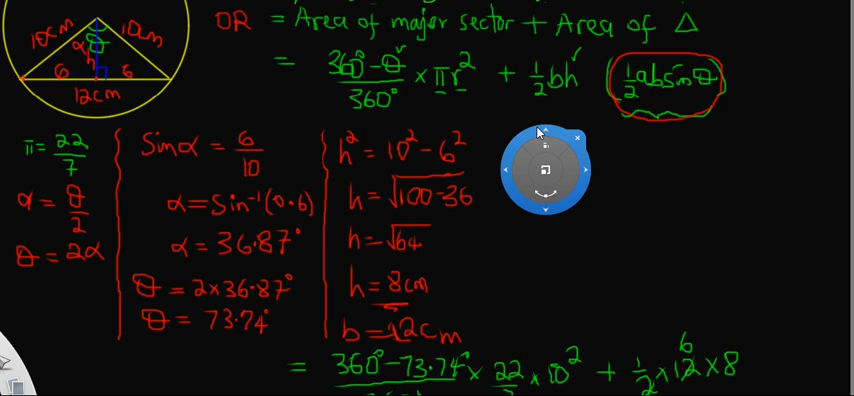 10cm 10cm
α θ
h
6 6
12cm
OR = Area of major sector + Area of Δ
= 360° - θ / 360° × πr² + ½bh ½absinθ
π = 22/7
α = θ/2
θ = 2α
Sinα = 6/10
α = Sin⁻¹(0.6)
α = 36.87°
θ = 2×36.87°
θ = 73.74°
h² = 10² - 6²
h = √100-36
h = √64
h = 8cm
b = 12cm
= 360° - 73.74° × 22 × 10² + ½ × 12 6 × 8